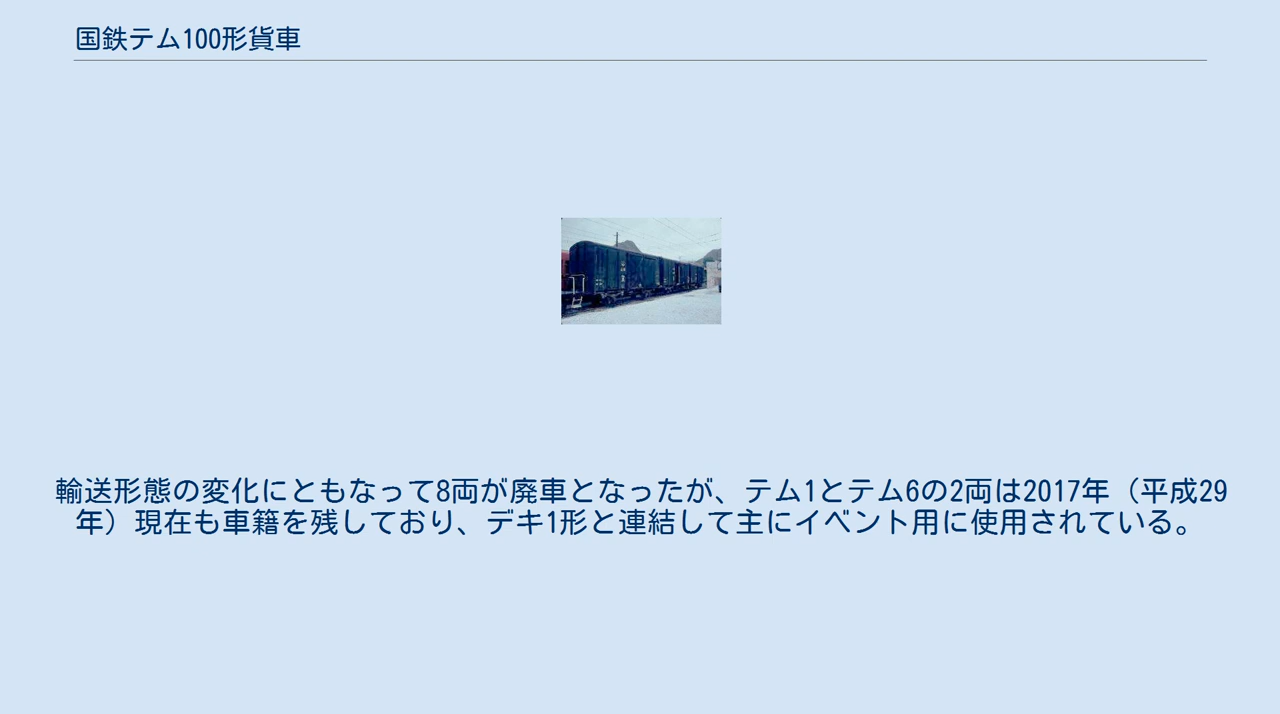 国鉄テム100形貨車
輸送形態の変化にともなって8両が廃車となったが、テム1とテム6の2両は2017年（平成29
年）現在も車籍を残しており、デキ1形と連結して主にイベント用に使用されている。